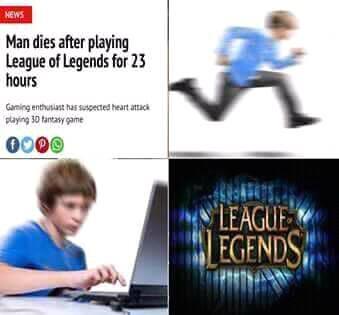 NEWS
Man dies after playing
League of Legends for 23
hours
Gaming enthusiast has suspected heart attack
playing 3D fantasy game
LEAGUE OF
LEGENDS